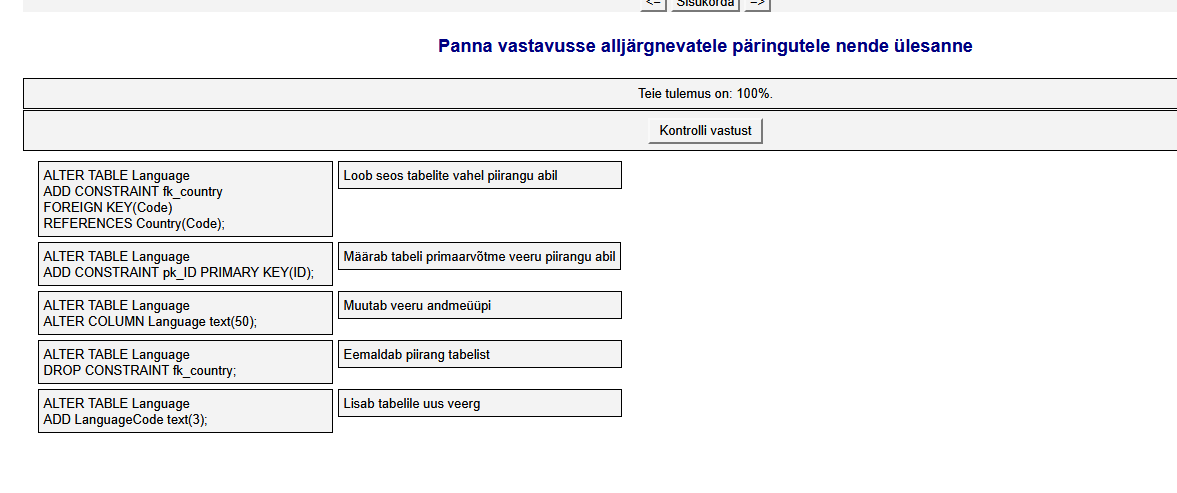 <= Sisukorda =>
Panna vastavusse alljärgnevatele päringutele nende ülesanne
Teie tulemus on: 100%.
Kontrolli vastust
ALTER TABLE Language
ADD CONSTRAINT fk_country
FOREIGN KEY(Code)
REFERENCES Country(Code);
Loob seos tabelite vahel piirangu abil
ALTER TABLE Language
ADD CONSTRAINT pk_ID PRIMARY KEY(ID);
Määrab tabeli primaarvõtme veeru piirangu abil
ALTER TABLE Language
ALTER COLUMN Language text(50);
Muutab veeru andmeüüpi
ALTER TABLE Language
DROP CONSTRAINT fk_country;
Eemaldab piirang tabelist
ALTER TABLE Language
ADD LanguageCode text(3);
Lisab tabelile uus veerg